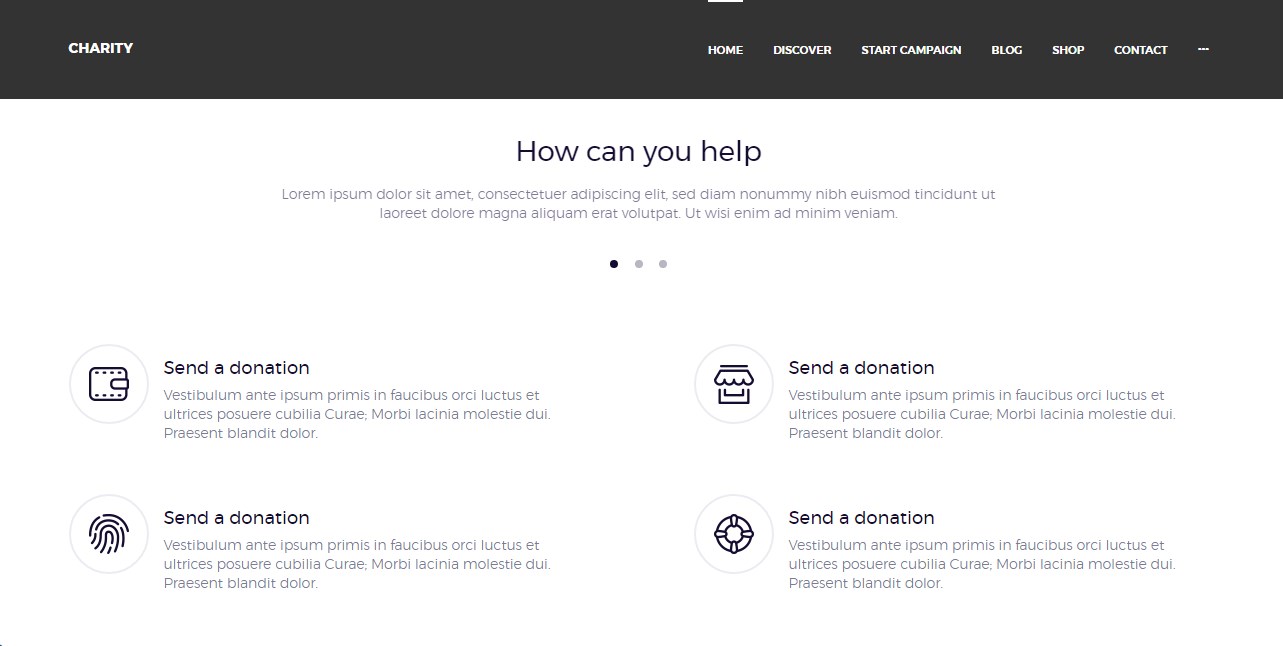 CHARITY
HOME DISCOVER START CAMPAIGN BLOG SHOP CONTACT ---
How can you help
Lorem ipsum dolor sit amet, consectetuer adipiscing elit, sed diam nonummy nibh euismod tincidunt ut
laoreet dolore magna aliquam erat volutpat. Ut wisi enim ad minim veniam.
Send a donation
Vestibulum ante ipsum primis in faucibus orci luctus et
ultrices posuere cubilia Curae; Morbi lacinia molestie dui.
Praesent blandit dolor.
Send a donation
Vestibulum ante ipsum primis in faucibus orci luctus et
ultrices posuere cubilia Curae; Morbi lacinia molestie dui.
Praesent blandit dolor.
Send a donation
Vestibulum ante ipsum primis in faucibus orci luctus et
ultrices posuere cubilia Curae; Morbi lacinia molestie dui.
Praesent blandit dolor.
Send a donation
Vestibulum ante ipsum primis in faucibus orci luctus et
ultrices posuere cubilia Curae; Morbi lacinia molestie dui.
Praesent blandit dolor.